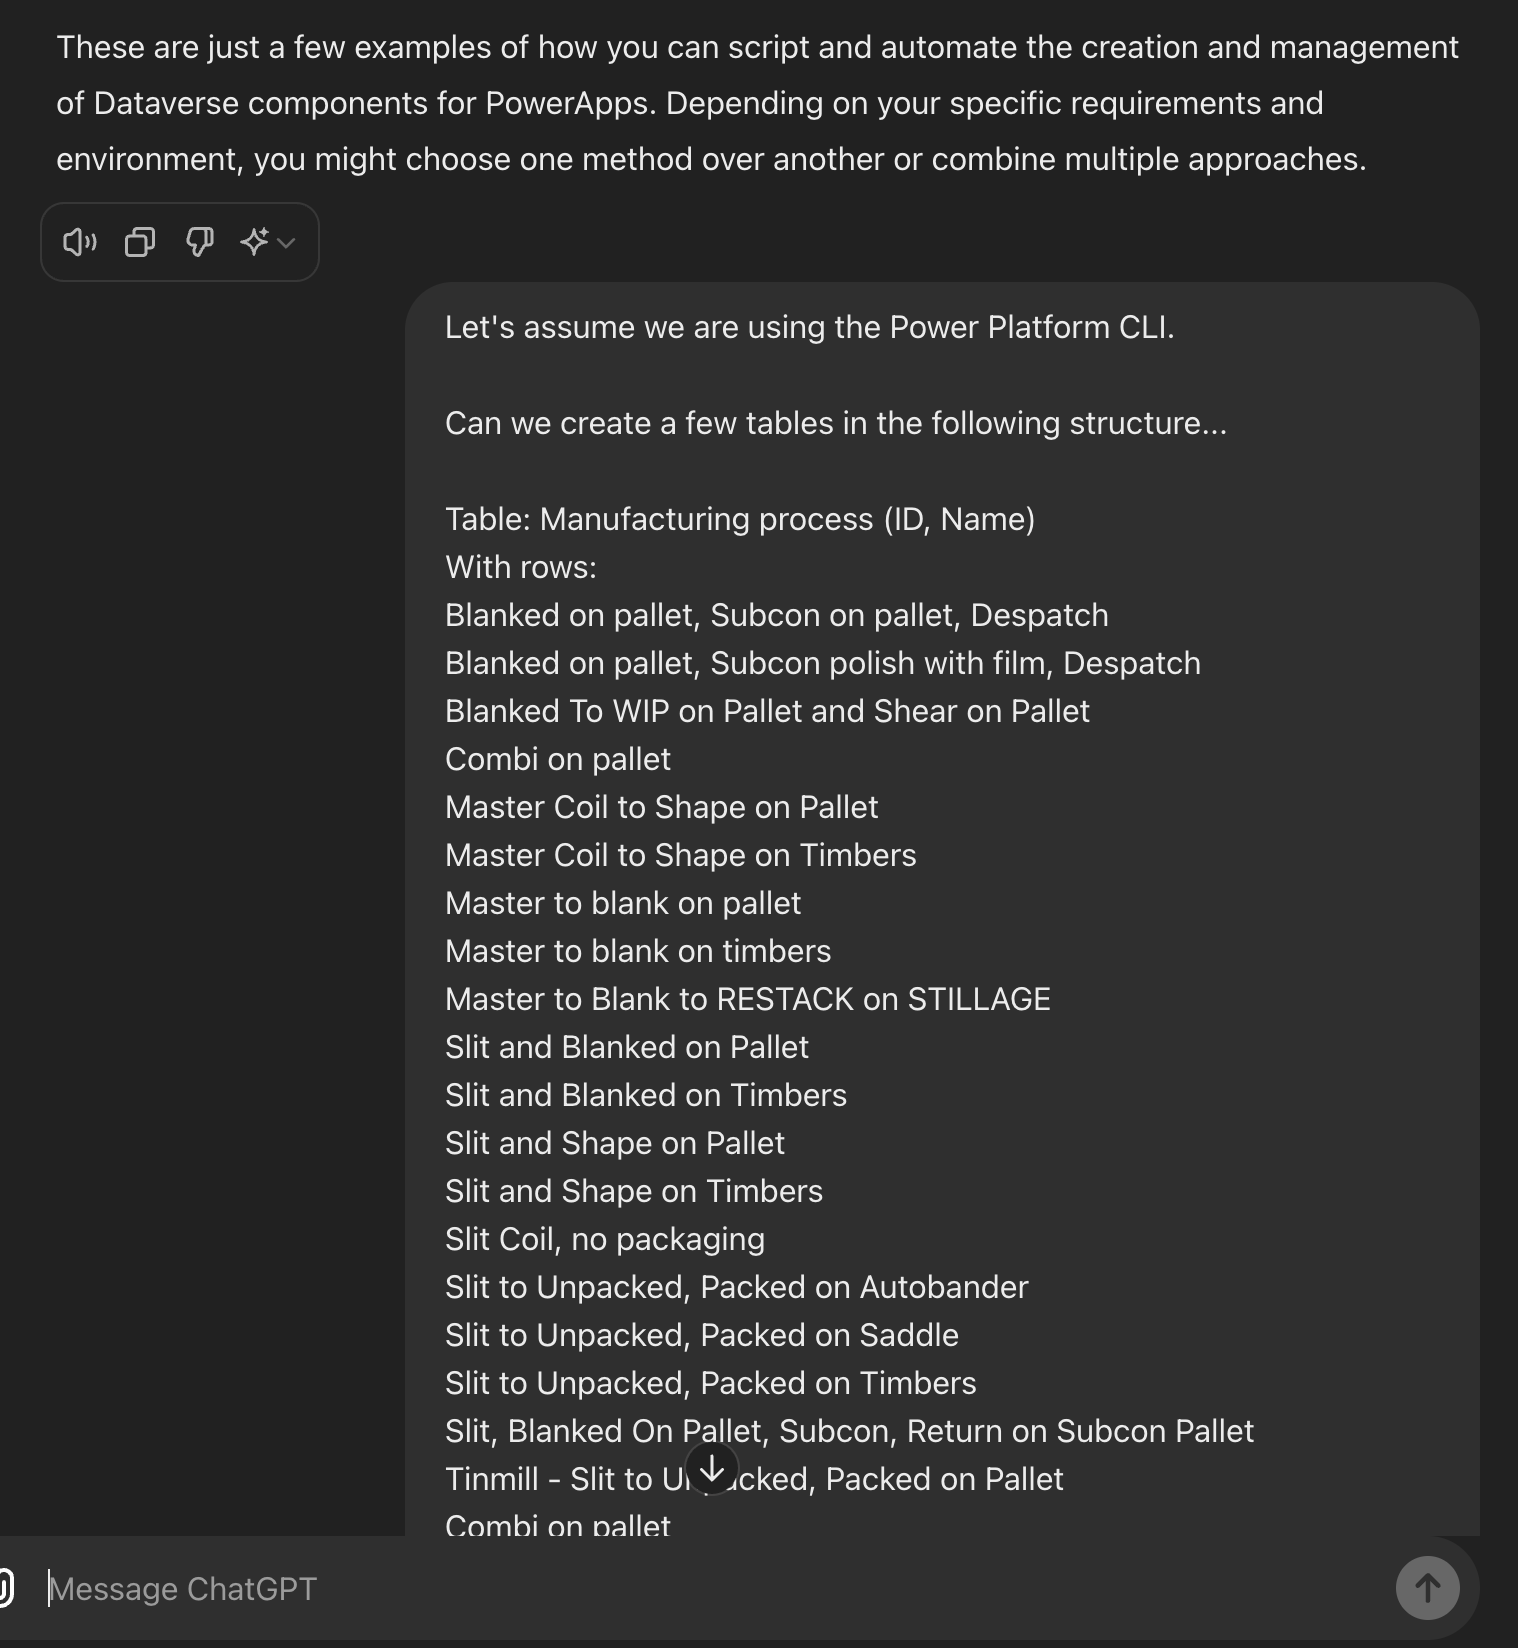 These are just a few examples of how you can script and automate the creation and management
of Dataverse components for PowerApps. Depending on your specific requirements and
environment, you might choose one method over another or combine multiple approaches.
Let's assume we are using the Power Platform CLI.
Can we create a few tables in the following structure...
Table: Manufacturing process (ID, Name)
With rows:
Blanked on pallet, Subcon on pallet, Despatch
Blanked on pallet, Subcon polish with film, Despatch
Blanked To WIP on Pallet and Shear on Pallet
Combi on pallet
Master Coil to Shape on Pallet
Master Coil to Shape on Timbers
Master to blank on pallet
Master to blank on timbers
Master to Blank to RESTACK on STILLAGE
Slit and Blanked on Pallet
Slit and Blanked on Timbers
Slit and Shape on Pallet
Slit and Shape on Timbers
Slit Coil, no packaging
Slit to Unpacked, Packed on Autobander
Slit to Unpacked, Packed on Saddle
Slit to Unpacked, Packed on Timbers
Slit, Blanked On Pallet, Subcon, Return on Subcon Pallet
Tinmill - Slit to Unpacked, Packed on Pallet
Combi on pallet
Message ChatGPT